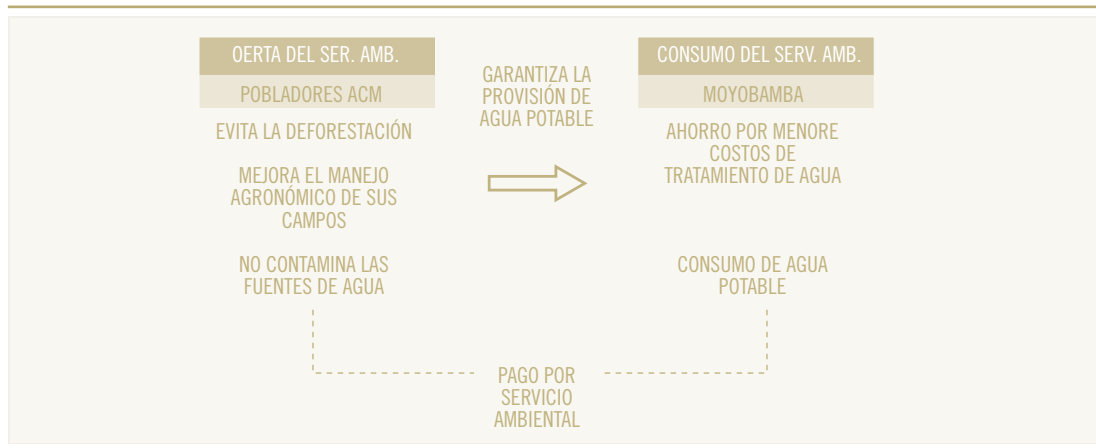 OERTA DEL SER. AMB.
POBLADORES ACM
EVITA LA DEFORESTACIÓN
MEJORA EL MANEJO
AGRONÓMICO DE SUS
CAMPOS
NO CONTAMINA LAS
FUENTES DE AGUA
GARANTIZA LA
PROVISIÓN DE
AGUA POTABLE
CONSUMO DEL SERV. AMB.
MOYOBAMBA
AHORRO POR MENORE
COSTOS DE
TRATAMIENTO DE AGUA
CONSUMO DE AGUA
POTABLE
PAGO POR
SERVICIO
AMBIENTAL